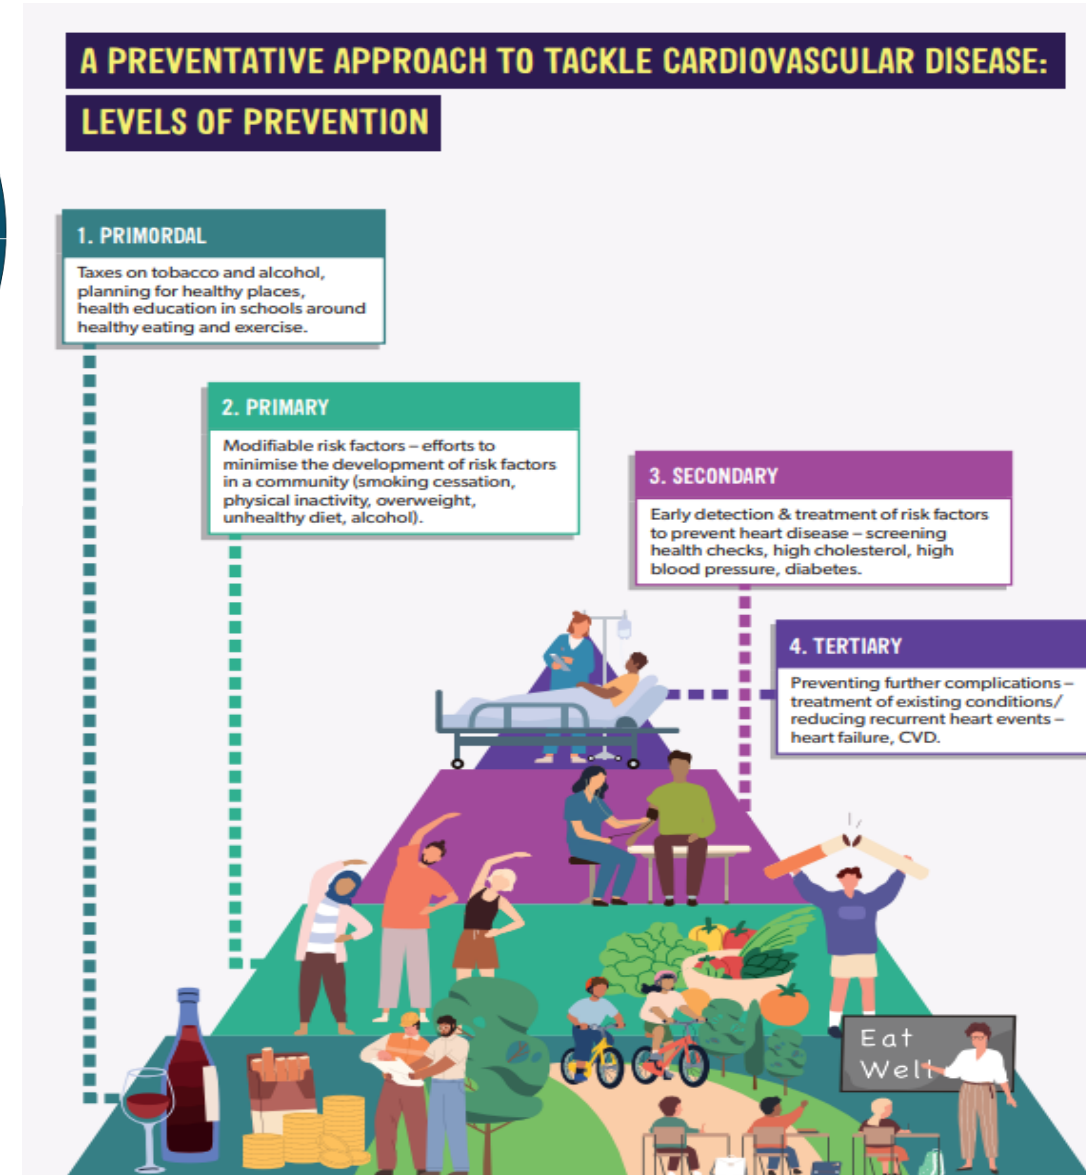 A PREVENTATIVE APPROACH TO TACKLE CARDIOVASCULAR DISEASE:
LEVELS OF PREVENTION
1. PRIMORDAL
Taxes on tobacco and alcohol,
planning for healthy places,
health education in schools around
healthy eating and exercise.
2. PRIMARY
Modifiable risk factors – efforts to
minimise the development of risk factors
in a community (smoking cessation,
physical inactivity, overweight,
unhealthy diet, alcohol).
3. SECONDARY
Early detection & treatment of risk factors
to prevent heart disease – screening
health checks, high cholesterol, high
blood pressure, diabetes.
4. TERTIARY
Preventing further complications –
treatment of existing conditions/
reducing recurrent heart events –
heart failure, CVD.
Eat
Well